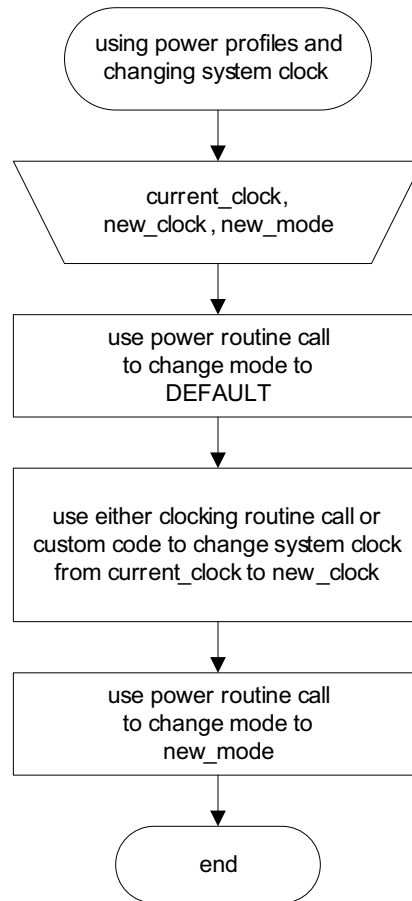 using power profiles and
changing system clock
current_clock,
new_clock , new_mode
use power routine call
to change mode to
DEFAULT
use either clocking routine call or
custom code to change system clock
from current_clock to new_clock
use power routine call
to change mode to
new_mode
end